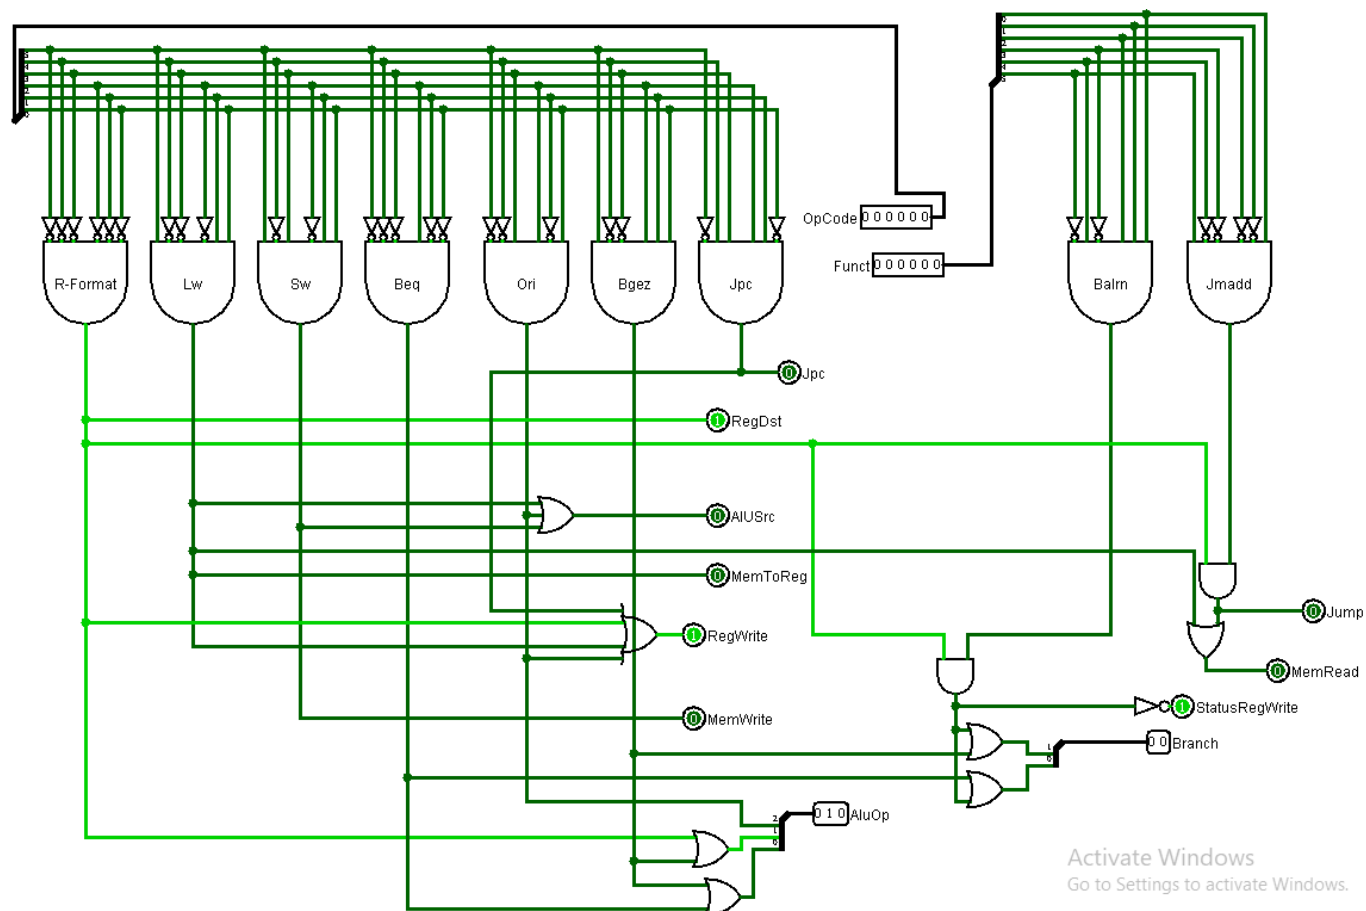 OpCode 0 0 0 0 0 0
Funct 0 0 0 0 0 0
R-Format
Lw
Sw
Beq
Ori
Bgez
Jpc
Balrn
Jmadd
0 Jpc
1 RegDst
0 AlUSrc
0 MemToReg
0 Jump
1 RegWrite
0 MemRead
1 StatusRegWrite
0 MemWrite
0 0 Branch
0 1 0 AluOp
Activate Windows
Go to Settings to activate Windows.